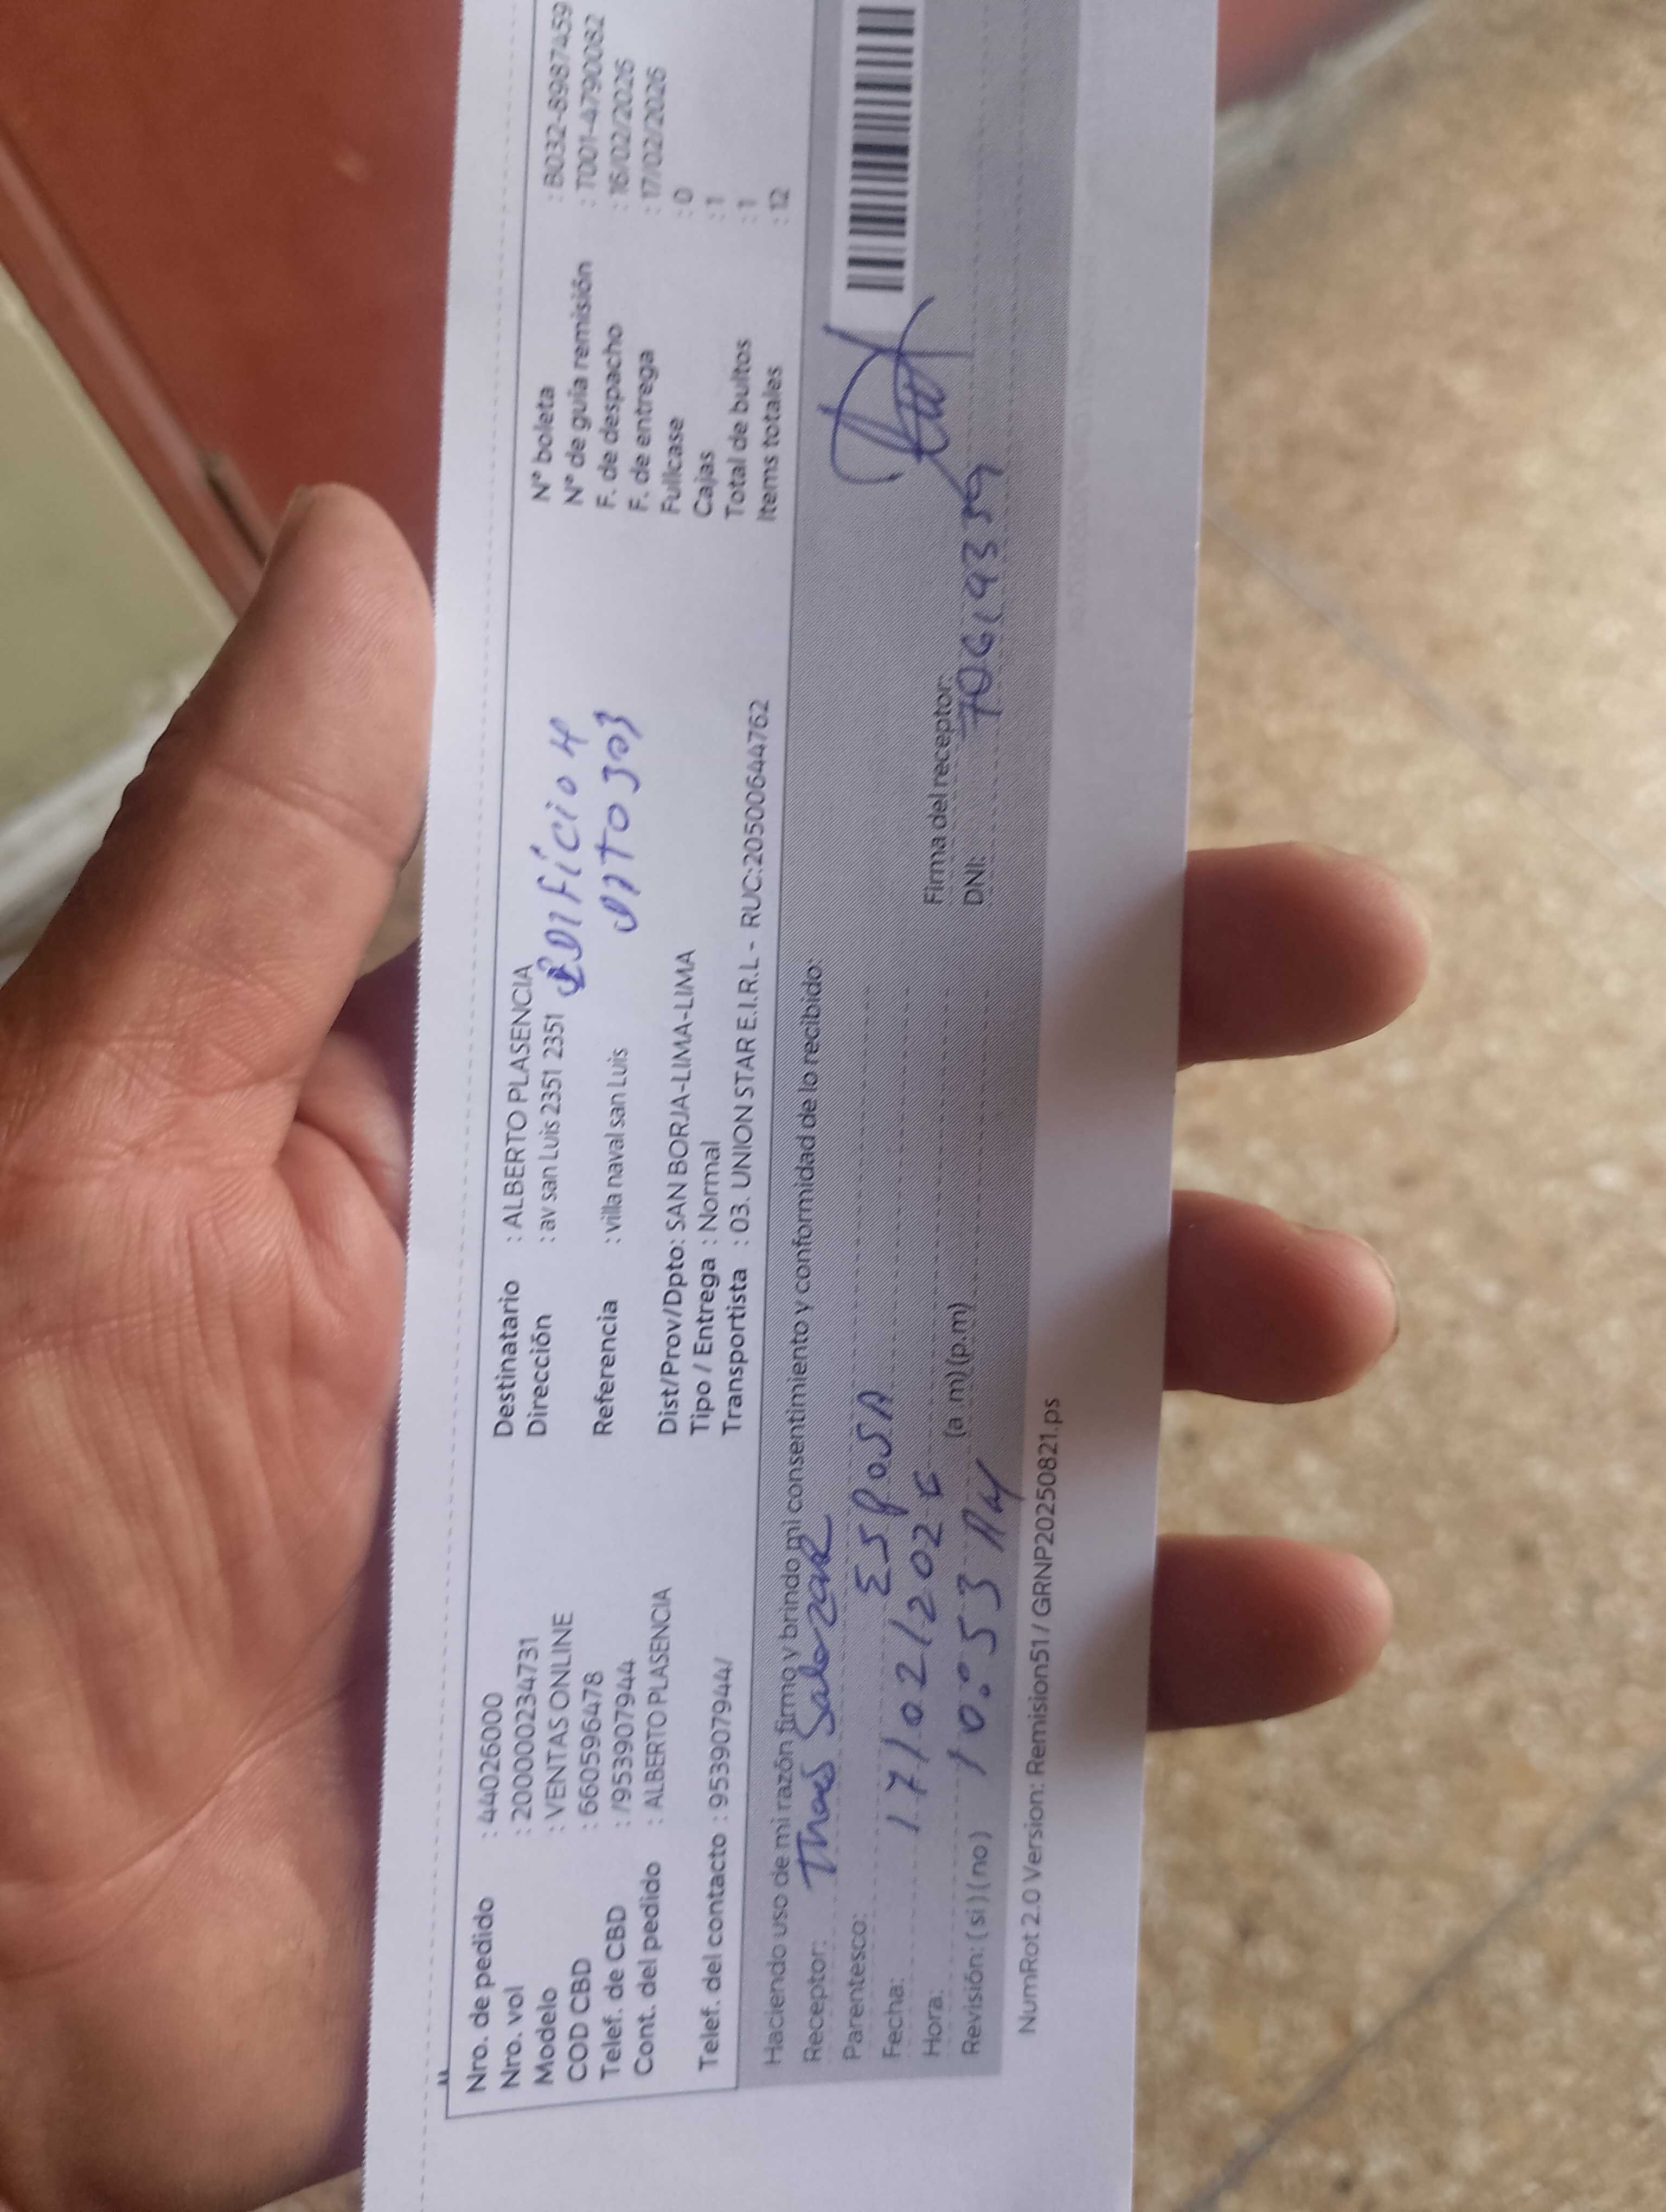 Nro. de pedido : 44026000
Nro. vol : 200000234731
Modelo : VENTAS ONLINE
COD CBD : 660596478
Telef. de CBD : /953907944
Cont. del pedido : ALBERTO PLASENCIA
Telef. del contacto : 953907944/
Destinatario : ALBERTO PLASENCIA
Dirección : av san Luis 2351 2351 EDIFICIO H
DPTO 303
Referencia : villa naval san Luis
Dist/Prov/Dpto: SAN BORJA-LIMA-LIMA
Tipo / Entrega : Normal
Transportista : 03. UNION STAR E.I.R.L - RUC:20500644762
N° boleta : B032-8987459
N° de guía remisión : T001-4790082
F. de despacho : 16/02/2026
F. de entrega : 17/02/2026
Fullcase : 0
Cajas : 1
Total de bultos : 1
Items totales : 12
Haciendo uso de mi razón firmo y brindo mi consentimiento y conformidad de lo recibido:
Receptor: Thais Salazar
Parentesco: ESPOSA
Fecha: 17/02/202
Hora: 10:53 AM (a .m) (p.m)
Revisión: ( si ) ( no )
Firma del receptor:
DNI:
NumRot 2.0 Version: Remision51 / GRNP20250821.ps